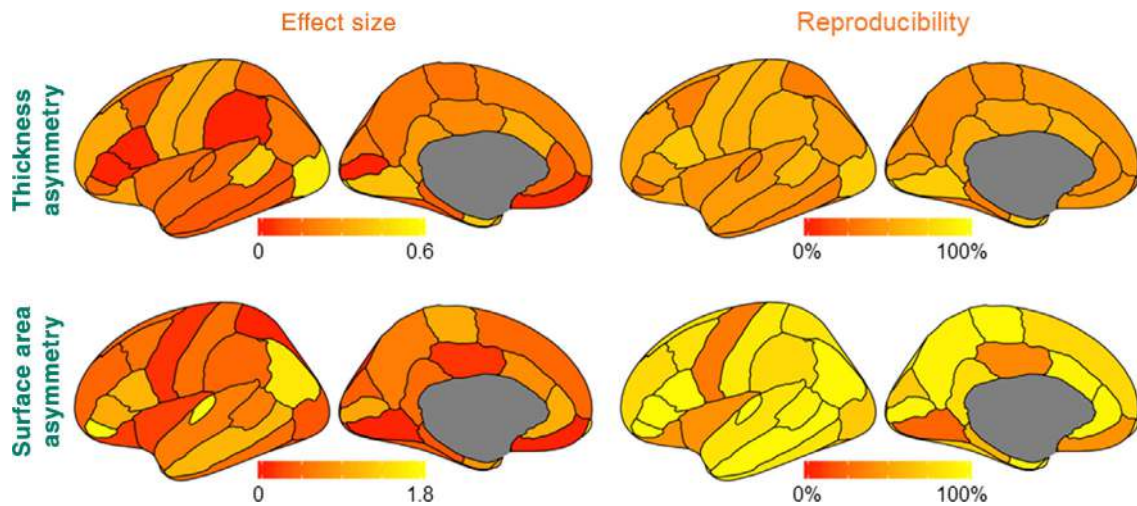 Effect size
Reproducibility
Thickness
asymmetry
0
0.6
0%
100%
Surface area
asymmetry
0
1.8
0%
100%